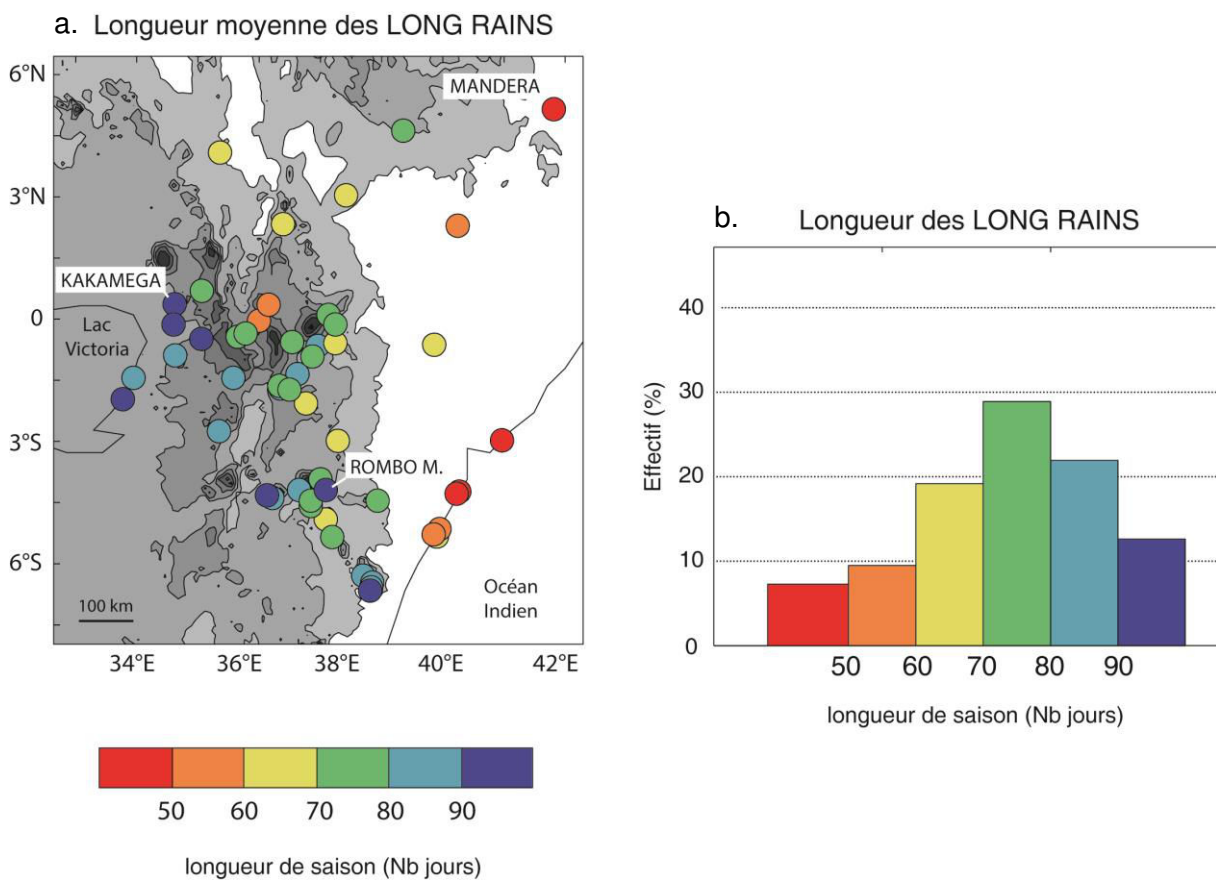 a. Longueur moyenne des LONG RAINS
6°N
MANDERA
3°N
KAKAMEGA
0
Lac
Victoria
3°S
ROMBO M.
6°S
Océan
Indien
100 km
34°E 36°E 38°E 40°E 42°E
50 60 70 80 90
longueur de saison (Nb jours)
b. Longueur des LONG RAINS
Effectif (%)
40
30
20
10
0
50 60 70 80 90
longueur de saison (Nb jours)